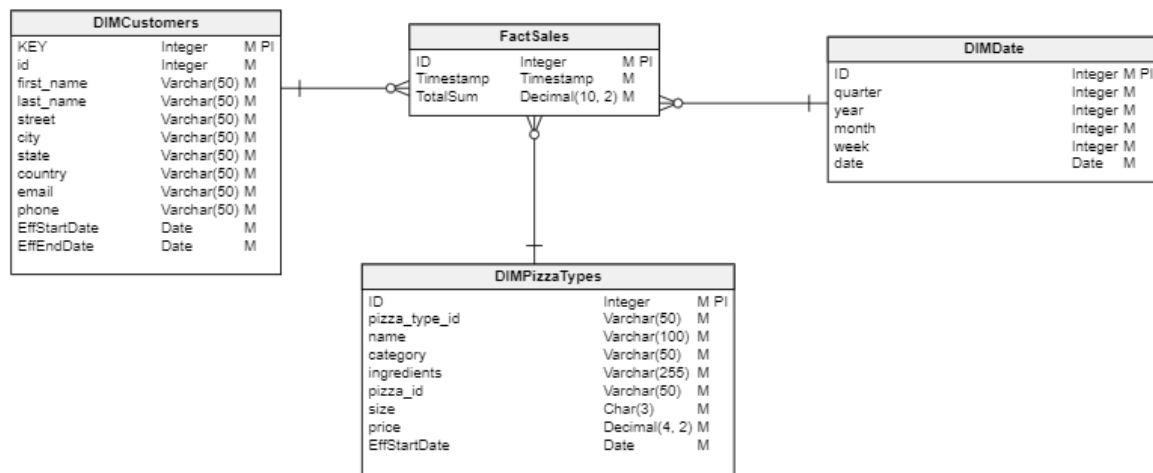 DIMCustomers
KEY Integer M PI
id Integer M
first_name Varchar(50) M
last_name Varchar(50) M
street Varchar(50) M
city Varchar(50) M
state Varchar(50) M
country Varchar(50) M
email Varchar(50) M
phone Varchar(50) M
EffStartDate Date M
EffEndDate Date M
FactSales
ID Integer M PI
Timestamp Timestamp M
TotalSum Decimal(10, 2) M
DIMDate
ID Integer M PI
quarter Integer M
year Integer M
month Integer M
week Integer M
date Date M
DIMPizzaTypes
ID Integer M PI
pizza_type_id Varchar(50) M
name Varchar(100) M
category Varchar(50) M
ingredients Varchar(255) M
pizza_id Varchar(50) M
size Char(3) M
price Decimal(4, 2) M
EffStartDate Date M